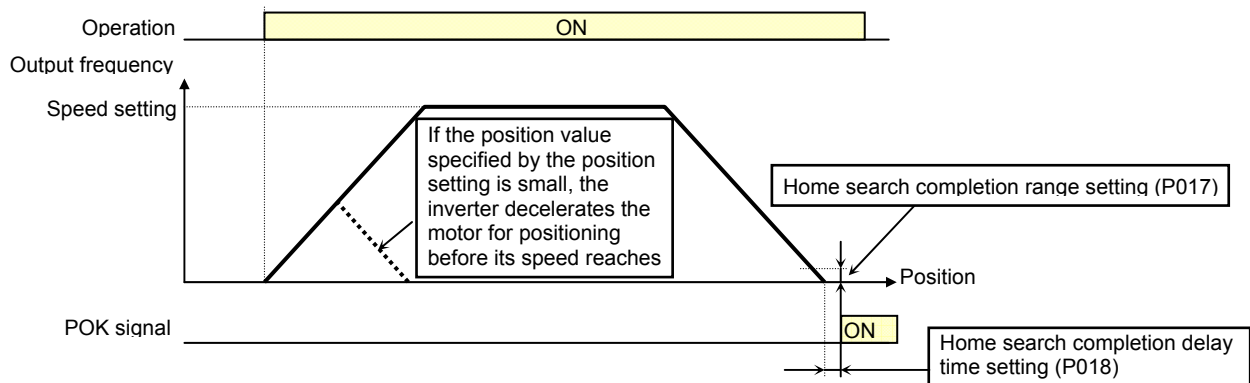 Operation
ON
Output frequency
Speed setting
If the position value
specified by the position
setting is small, the
inverter decelerates the
motor for positioning
before its speed reaches
Home search completion range setting (P017)
Position
POK signal
ON
Home search completion delay
time setting (P018)